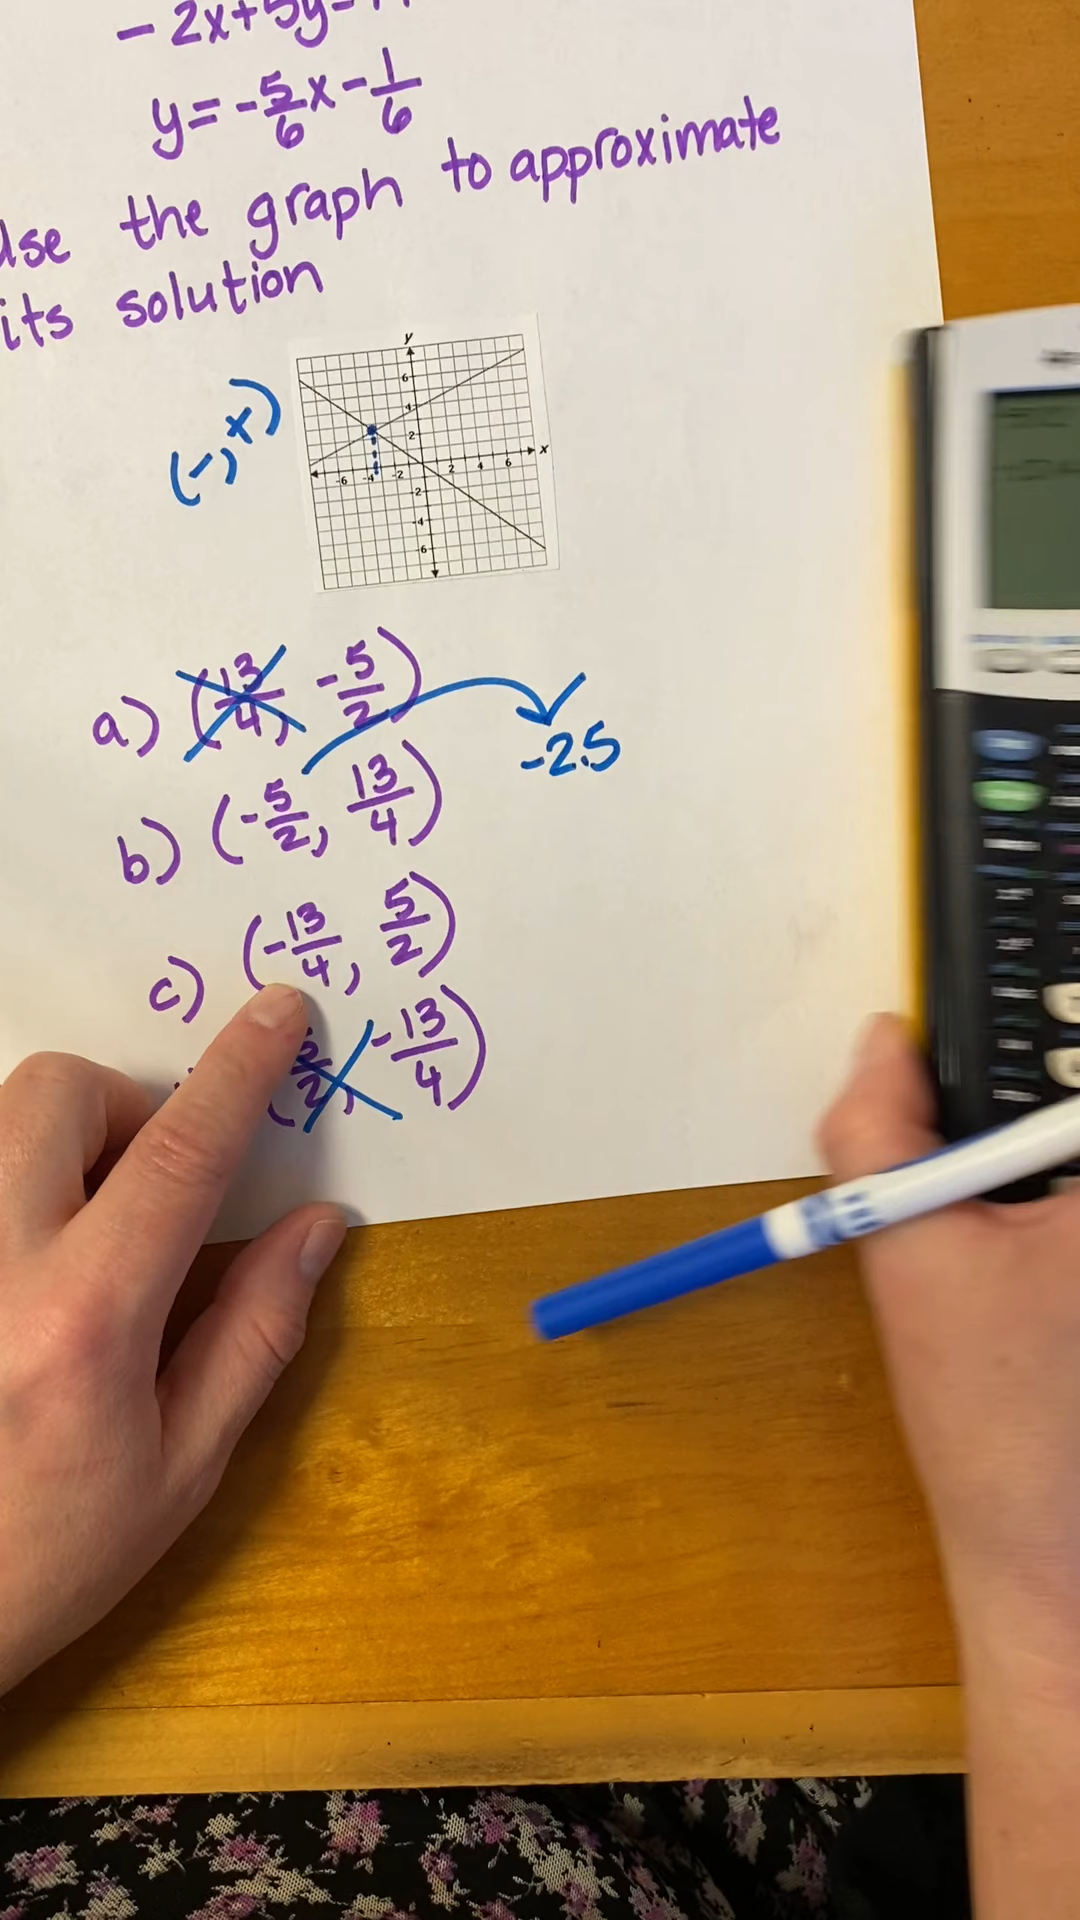 - 2x+5y=
y=-5/6x-1/6
Use the graph to approximate
its solution
(-, x)
y
6
4
2
x
-6 -4 -2 2 4 6
-2
-4
-6
a) (13/4, -5/2)
-2.5
b) (-5/2, 13/4)
c) (-13/4, 5/2)
-13/4)